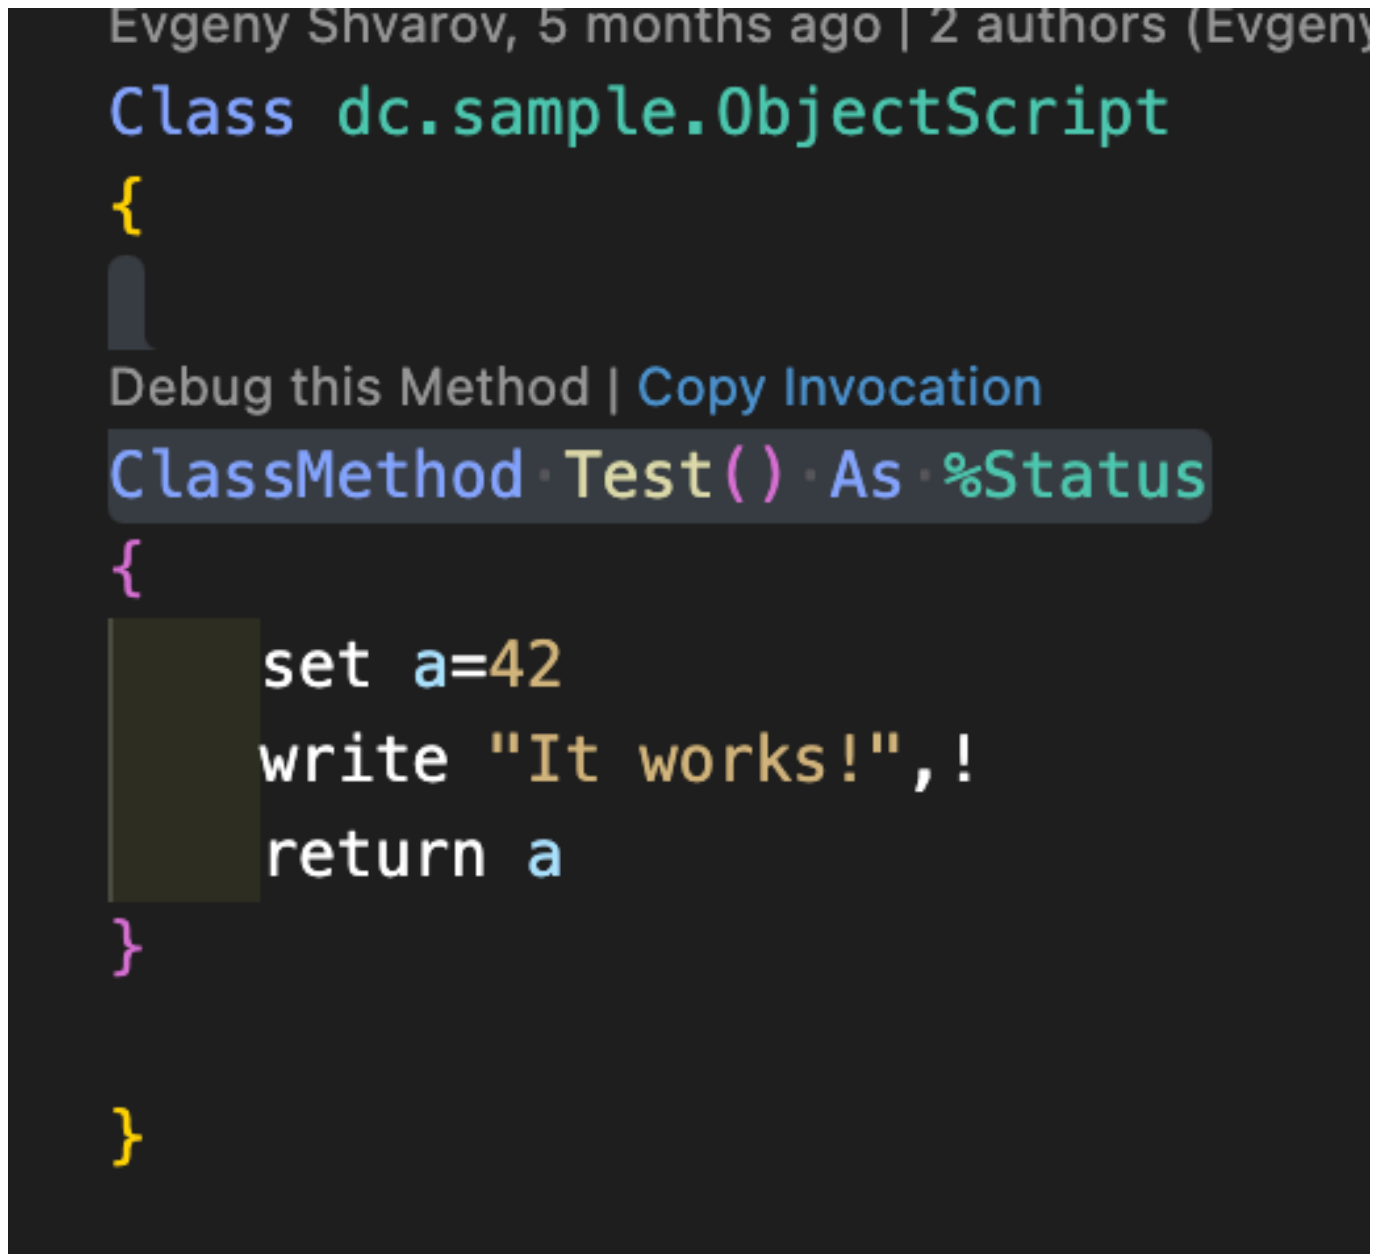 Evgeny Shvarov, 5 months ago | 2 authors (Evgeny
Class dc.sample.ObjectScript
{
Debug this Method | Copy Invocation
ClassMethod Test() As %Status
{
set a=42
write "It works!",!
return a
}
}